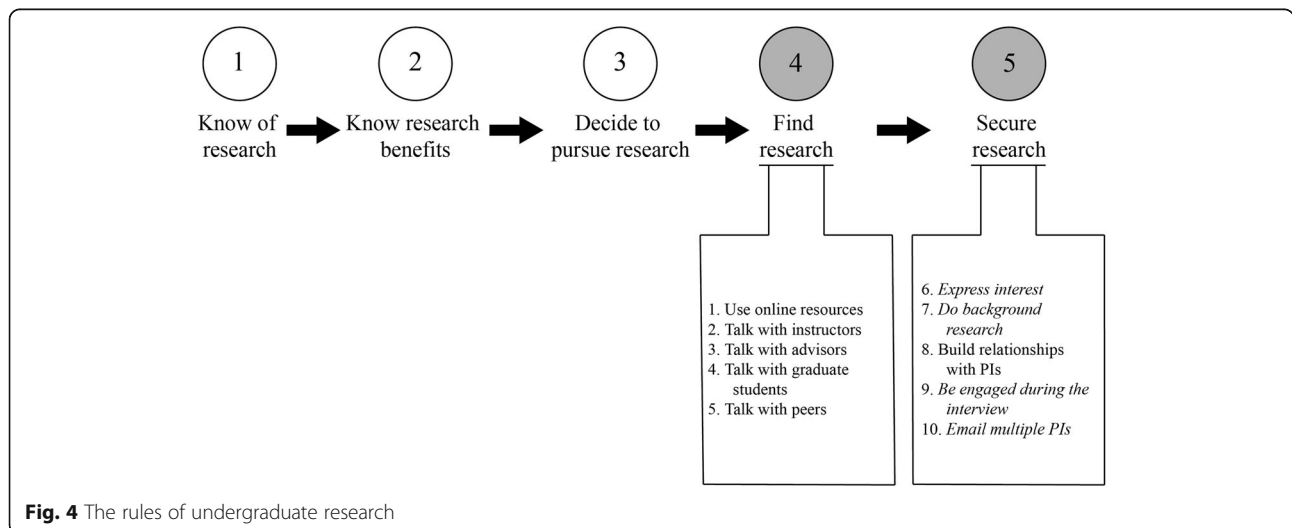 1
2
3
4
5
Know of
research
Know research
benefits
Decide to
pursue research
Find
research
Secure
research
1. Use online resources
2. Talk with instructors
3. Talk with advisors
4. Talk with graduate
students
5. Talk with peers
6. Express interest
7. Do background
research
8. Build relationships
with PIs
9. Be engaged during the
interview
10. Email multiple PIs
Fig. 4 The rules of undergraduate research